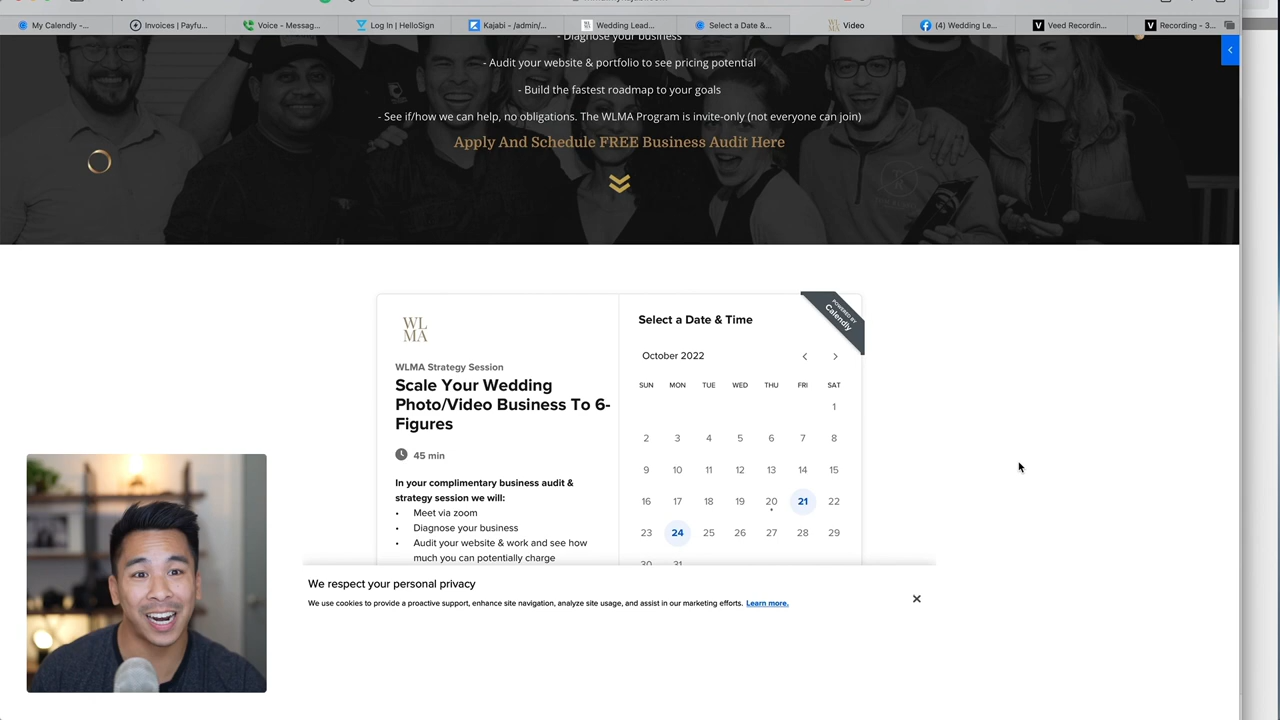 My Calendly -...
Invoices | Payfu...
Voice - Messag...
Log In | HelloSign
Kajabi - /admin/...
Wedding Lead...
Select a Date &...
Video
(4) Wedding Le...
Veed Recordin...
Recording - 3...
- Diagnose your business
- Audit your website & portfolio to see pricing potential
- Build the fastest roadmap to your goals
- See if/how we can help, no obligations. The WLMA Program is invite-only (not everyone can join)
Apply And Schedule FREE Business Audit Here
WL
MA
WLMA Strategy Session
Scale Your Wedding
Photo/Video Business To 6-
Figures
45 min
In your complimentary business audit &
strategy session we will:
• Meet via zoom
• Diagnose your business
• Audit your website & work and see how
much you can potentially charge
Select a Date & Time
POWERED BY
Calendly
October 2022
SUN MON TUE WED THU FRI SAT
1
2 3 4 5 6 7 8
9 10 11 12 13 14 15
16 17 18 19 20 21 22
23 24 25 26 27 28 29
30 31
We respect your personal privacy
We use cookies to provide a proactive support, enhance site navigation, analyze site usage, and assist in our marketing efforts. Learn more.